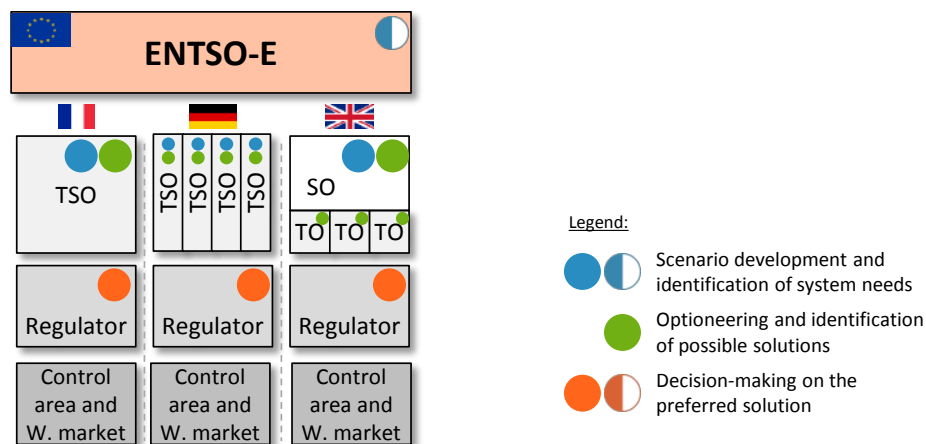 ENTSO-E
TSO
TSO
TSO
TSO
TSO
SO
TO
TO
TO
Regulator
Regulator
Regulator
Control
area and
W. market
Control
area and
W. market
Control
area and
W. market
Legend:
Scenario development and
identification of system needs
Optioneering and identification
of possible solutions
Decision-making on the
preferred solution